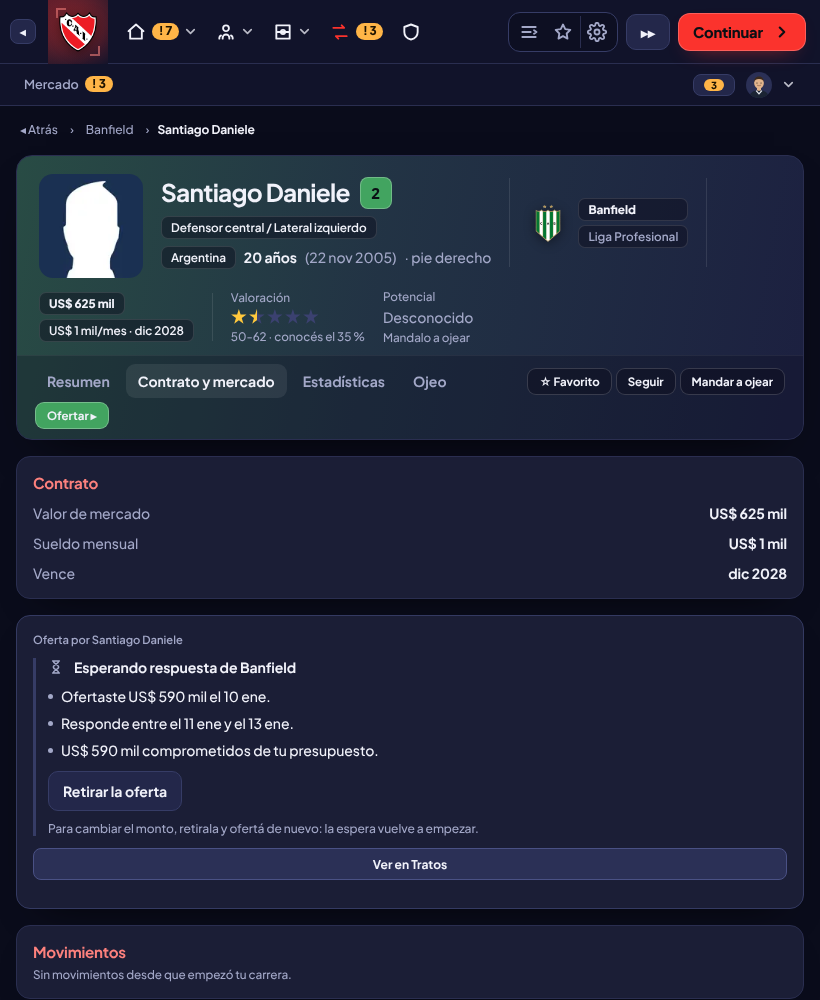 ◂
C.A.I.
! 7
! 3
▸▸
Continuar
Mercado ! 3
3
◂ Atrás › Banfield › Santiago Daniele
Santiago Daniele 2
Defensor central / Lateral izquierdo
Argentina 20 años (22 nov 2005) · pie derecho
Banfield
Liga Profesional
US$ 625 mil
US$ 1 mil/mes · dic 2028
Valoración
50–62 · conocés el 35 %
Potencial
Desconocido
Mandalo a ojear
Resumen Contrato y mercado Estadísticas Ojeo
☆ Favorito Seguir Mandar a ojear
Ofertar ▸
Contrato
Valor de mercado US$ 625 mil
Sueldo mensual US$ 1 mil
Vence dic 2028
Oferta por Santiago Daniele
Esperando respuesta de Banfield
• Ofertaste US$ 590 mil el 10 ene.
• Responde entre el 11 ene y el 13 ene.
• US$ 590 mil comprometidos de tu presupuesto.
Retirar la oferta
Para cambiar el monto, retirala y ofertá de nuevo: la espera vuelve a empezar.
Ver en Tratos
Movimientos
Sin movimientos desde que empezó tu carrera.